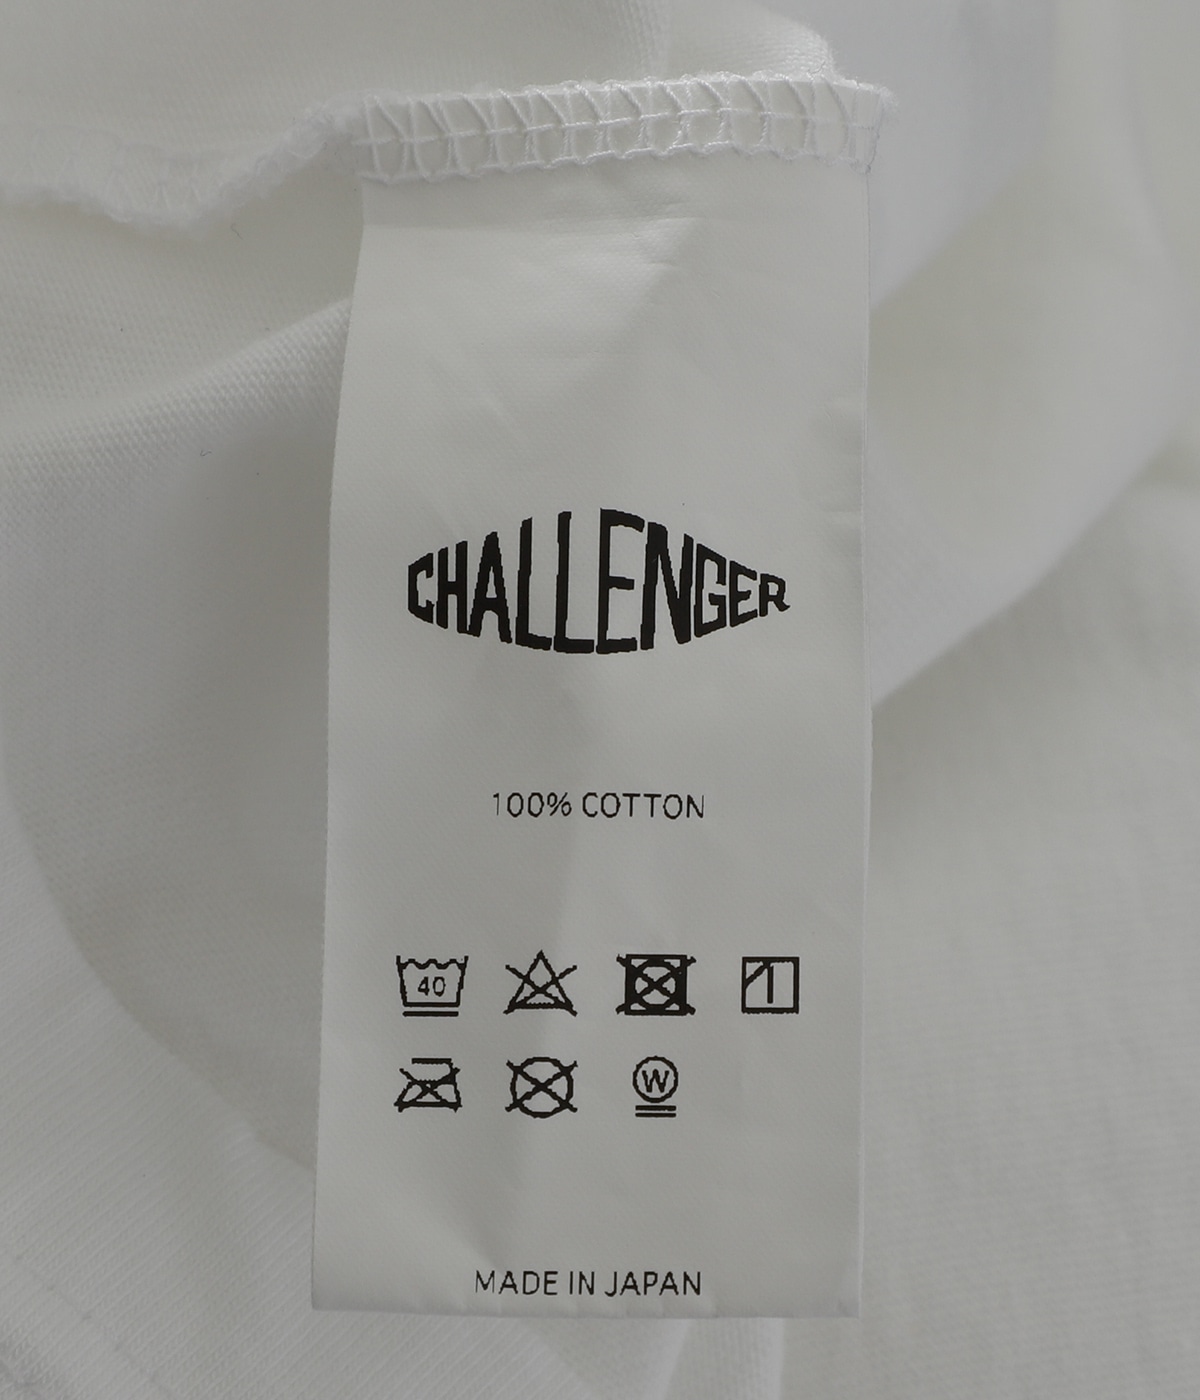 CHALLENGER
100% COTTON
40
W
MADE IN JAPAN